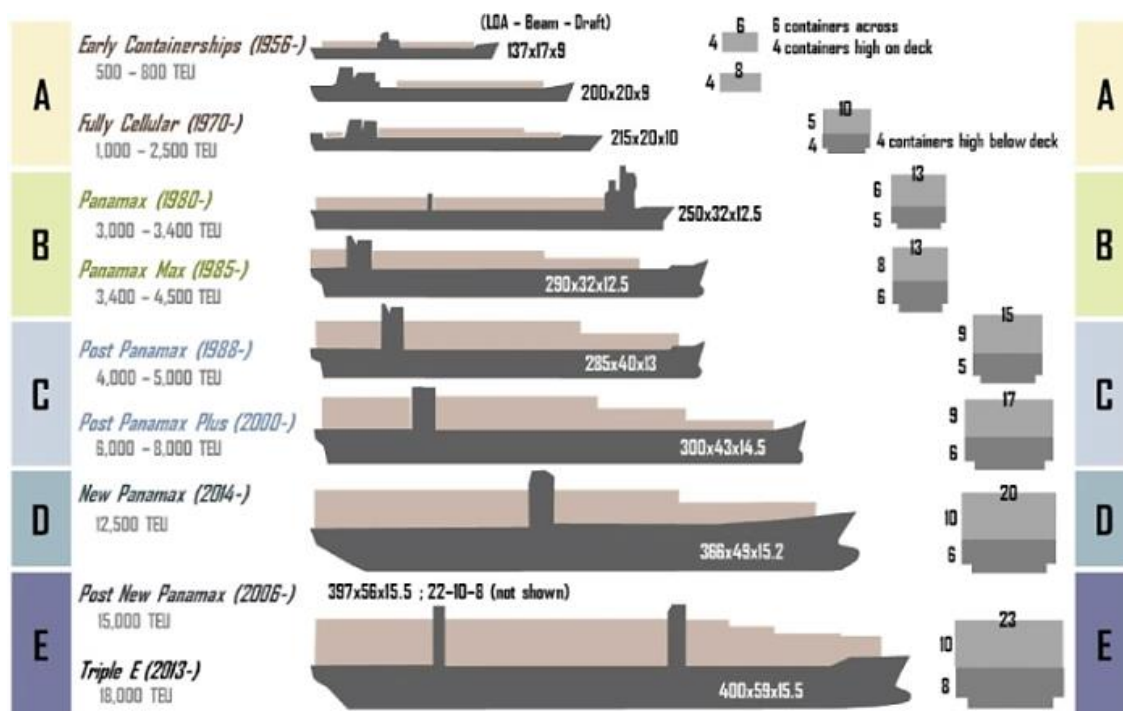 (LOA - Beam - Draft)
A
Early Containerships (1956-)
500 - 800 TEU
137x17x9
6
4
6 containers across
4 containers high on deck
A
200x20x9
8
4
Fully Cellular (1970-)
1,000 - 2,500 TEU
215x20x10
10
5
4
4 containers high below deck
B
Panamax (1980-)
3,000 - 3,400 TEU
250x32x12.5
13
6
5
B
Panamax Max (1985-)
3,400 - 4,500 TEU
290x32x12.5
13
8
6
C
Post Panamax (1988-)
4,000 - 5,000 TEU
285x40x13
15
9
5
C
Post Panamax Plus (2000-)
6,000 - 8,000 TEU
300x43x14.5
17
9
6
D
New Panamax (2014-)
12,500 TEU
366x49x15.2
20
10
6
D
E
Post New Panamax (2006-)
15,000 TEU
397x56x15.5 ; 22-10-8 (not shown)
E
Triple E (2013-)
18,000 TEU
400x59x15.5
23
10
8